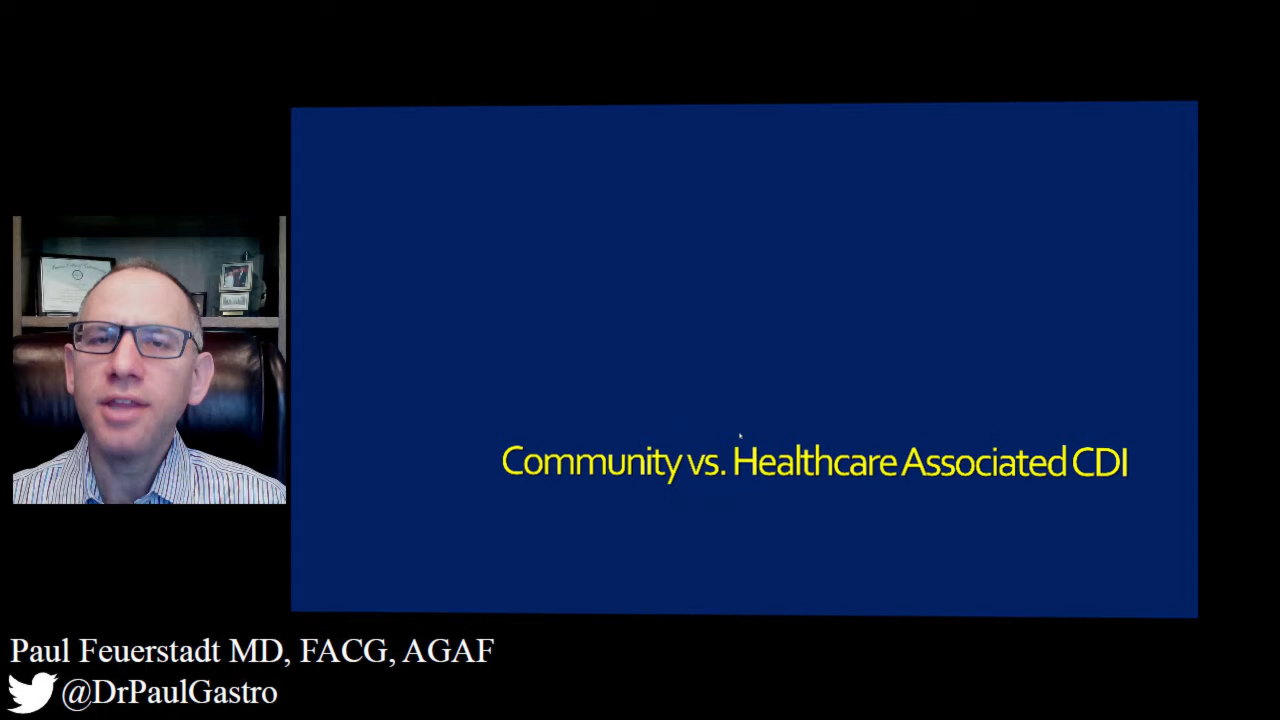 Community vs. Healthcare Associated CDI
Paul Feuerstadt MD, FACG, AGAF
@DrPaulGastro